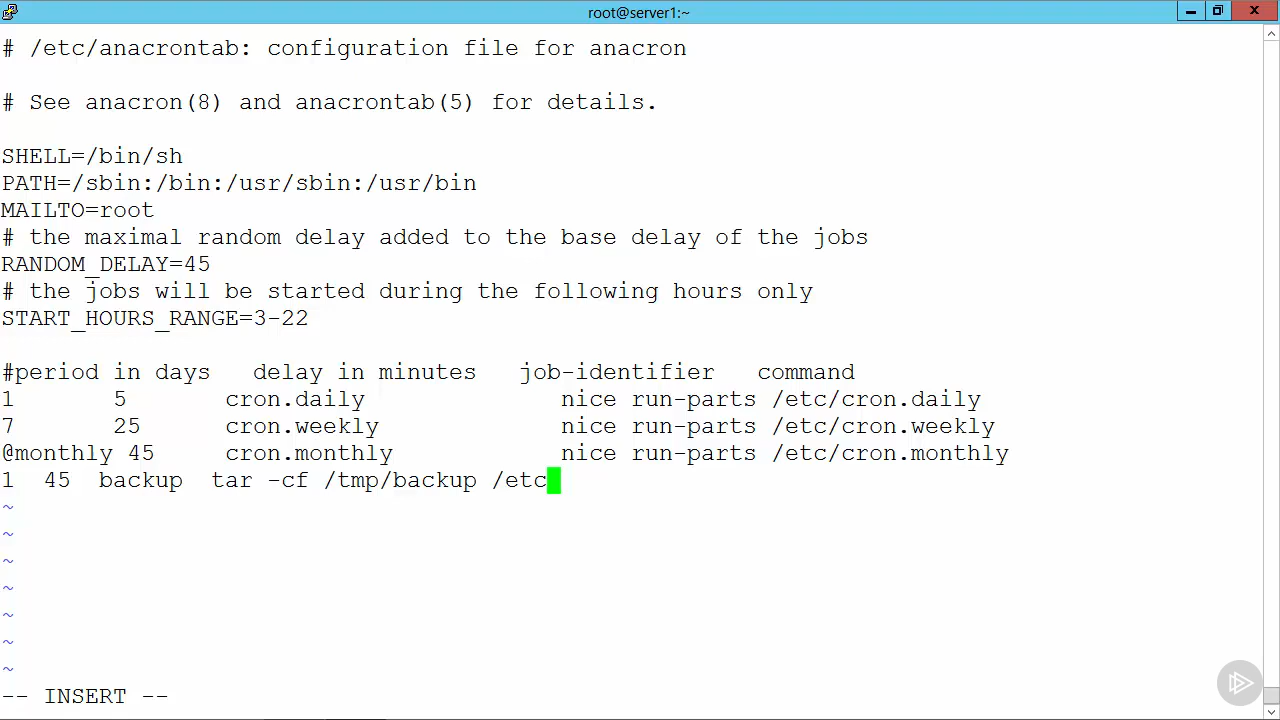 root@server1:~
# /etc/anacrontab: configuration file for anacron
# See anacron(8) and anacrontab(5) for details.
SHELL=/bin/sh
PATH=/sbin:/bin:/usr/sbin:/usr/bin
MAILTO=root
# the maximal random delay added to the base delay of the jobs
RANDOM_DELAY=45
# the jobs will be started during the following hours only
START_HOURS_RANGE=3-22
#period in days   delay in minutes   job-identifier   command
1       5       cron.daily              nice run-parts /etc/cron.daily
7       25      cron.weekly             nice run-parts /etc/cron.weekly
@monthly 45     cron.monthly            nice run-parts /etc/cron.monthly
1  45  backup  tar -cf /tmp/backup /etc
~
~
~
~
~
~
~
-- INSERT --